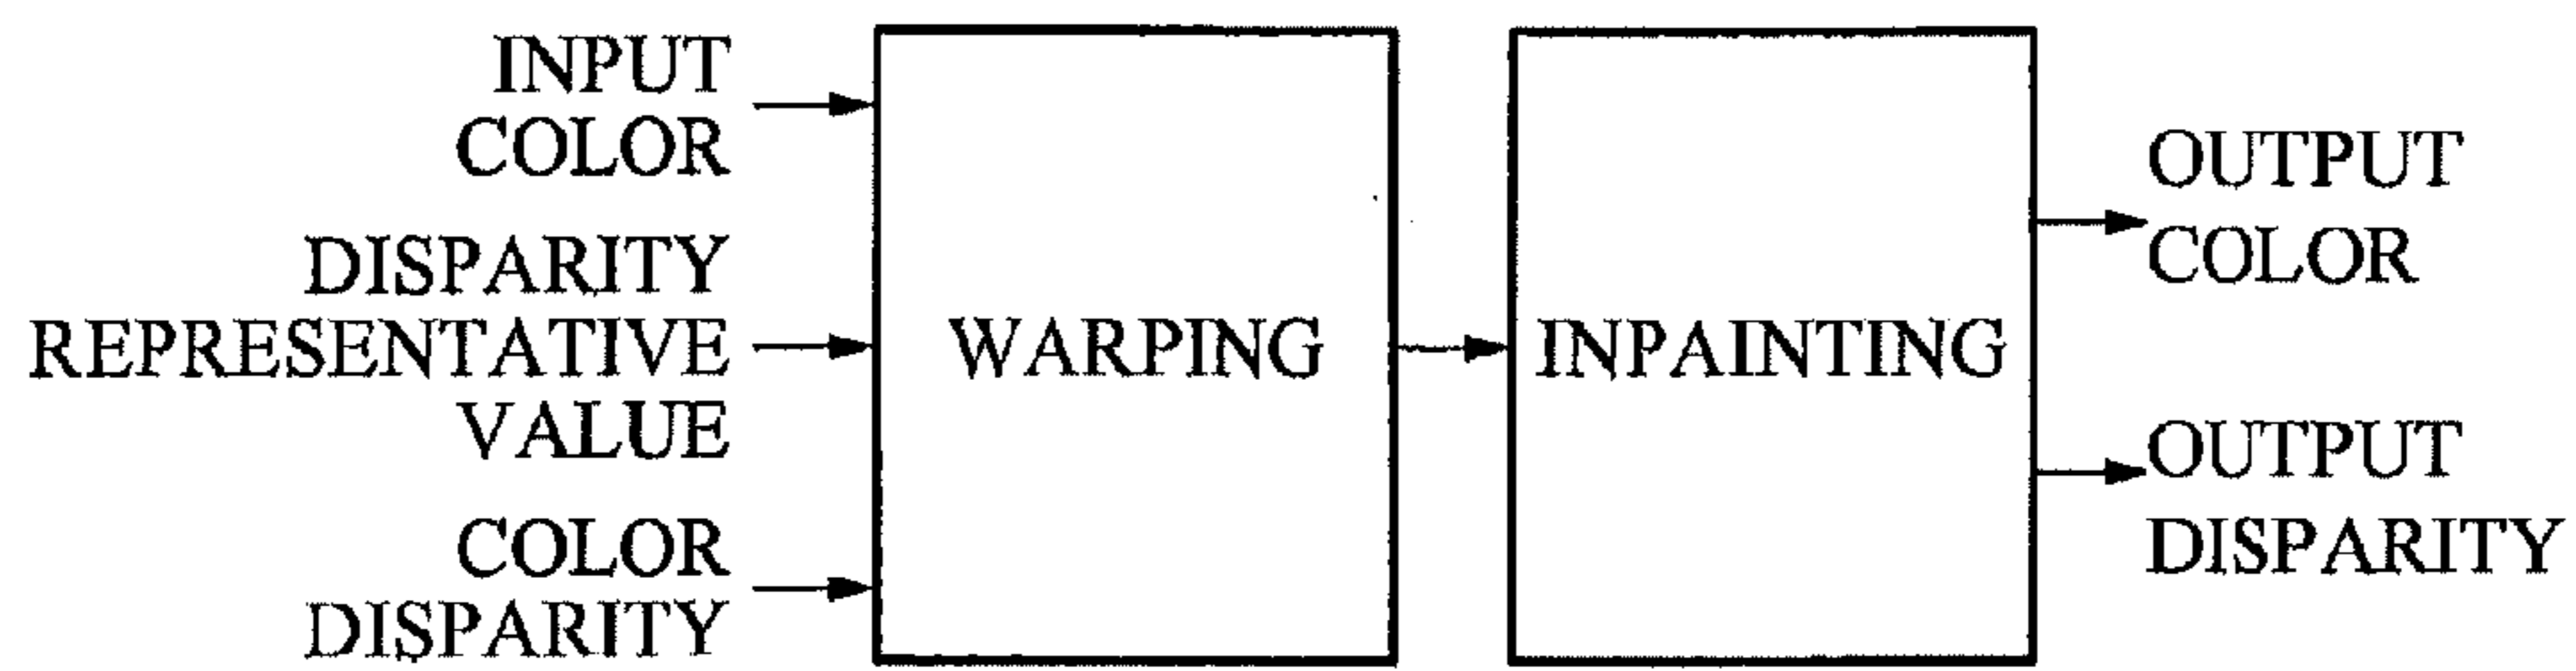 INPUT
COLOR
DISPARITY
REPRESENTATIVE
VALUE
COLOR
DISPARITY
WARPING
INPAINTING
OUTPUT
COLOR
OUTPUT
DISPARITY